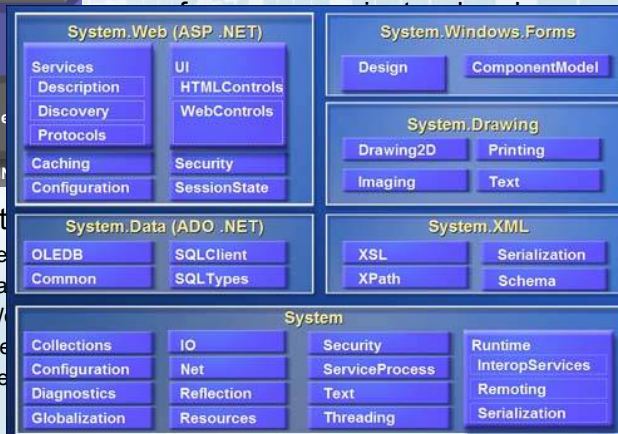 System.Web (ASP .NET)
Services
Description
Discovery
Protocols
UI
HTMLControls
WebControls
Caching
Security
Configuration
SessionState
System.Windows.Forms
Design
ComponentModel
System.Drawing
Drawing2D
Printing
Imaging
Text
System.Data (ADO .NET)
OLEDB
SQLClient
Common
SQLTypes
System.XML
XSL
Serialization
XPath
Schema
System
Collections
IO
Security
Runtime
Configuration
Net
ServiceProcess
InteropServices
Diagnostics
Reflection
Text
Remoting
Globalization
Resources
Threading
Serialization